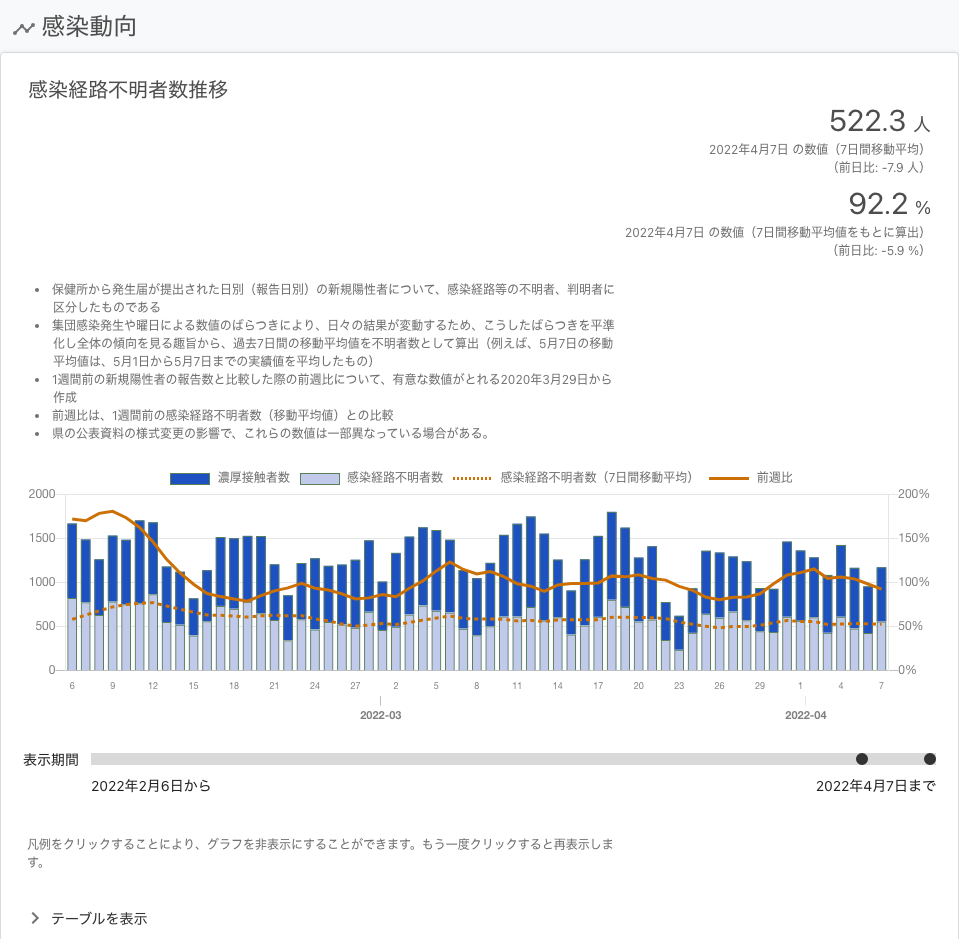 感染動向
感染経路不明者数推移
522.3 人
2022年4月7日 の数値（7日間移動平均）
（前日比: -7.9 人）
92.2 %
2022年4月7日 の数値（7日間移動平均値をもとに算出）
（前日比: -5.9 %）
• 保健所から発生届が提出された日別（報告日別）の新規陽性者について、感染経路等の不明者、判明者に
区分したものである
• 集団感染発生や曜日による数値のばらつきにより、日々の結果が変動するため、こうしたばらつきを平準
化し全体の傾向を見る趣旨から、過去7日間の移動平均値を不明者数として算出（例えば、5月7日の移動
平均値は、5月1日から5月7日までの実績値を平均したもの）
• 1週間前の新規陽性者の報告数と比較した際の前週比について、有意な数値がとれる2020年3月29日から
作成
• 前週比は、1週間前の感染経路不明者数（移動平均値）との比較
• 県の公表資料の様式変更の影響で、これらの数値は一部異なっている場合がある。
濃厚接触者数 感染経路不明者数 感染経路不明者数（7日間移動平均） 前週比
2000 200%
1500 150%
1000 100%
500 50%
0 0%
6 9 12 15 18 21 24 27 2 5 8 11 14 17 20 23 26 29 1 4 7
2022-03 2022-04
表示期間
2022年2月6日から 2022年4月7日まで
凡例をクリックすることにより、グラフを非表示にすることができます。もう一度クリックすると再表示しま
す。
テーブルを表示